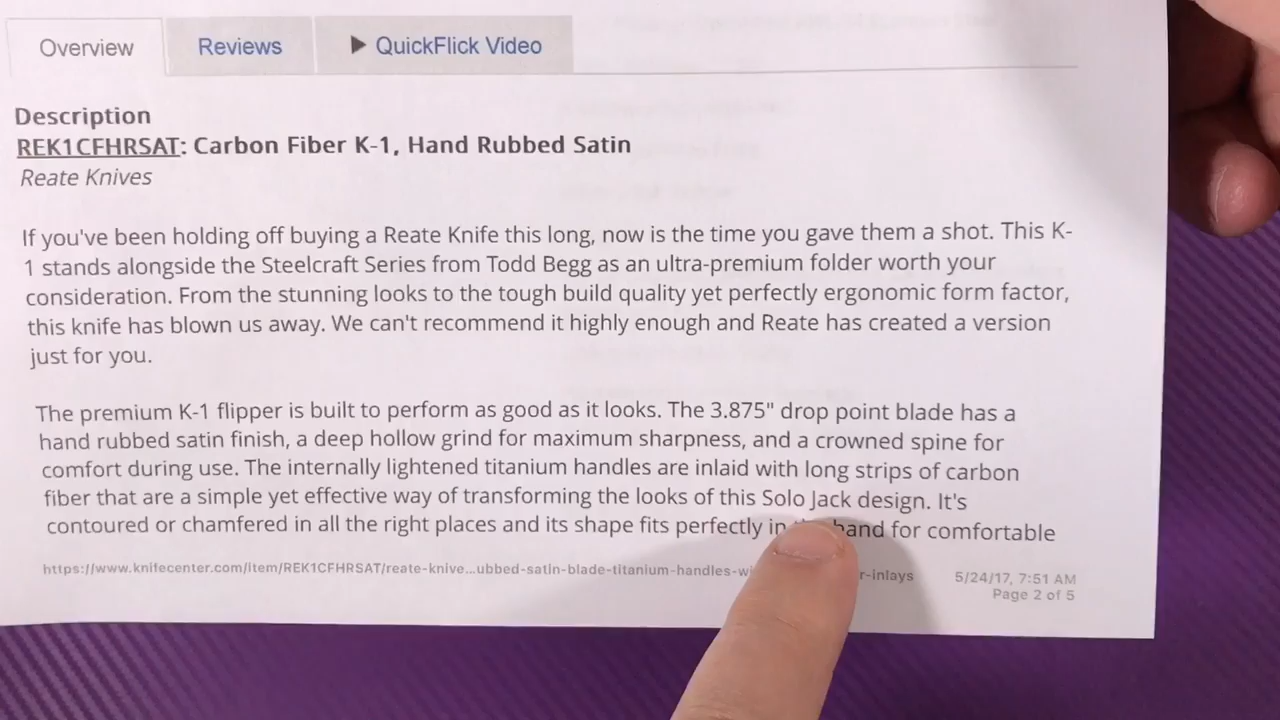 Overview Reviews ▶ QuickFlick Video
Description
REK1CFHRSAT: Carbon Fiber K-1, Hand Rubbed Satin
Reate Knives
If you've been holding off buying a Reate Knife this long, now is the time you gave them a shot. This K-
1 stands alongside the Steelcraft Series from Todd Begg as an ultra-premium folder worth your
consideration. From the stunning looks to the tough build quality yet perfectly ergonomic form factor,
this knife has blown us away. We can't recommend it highly enough and Reate has created a version
just for you.
The premium K-1 flipper is built to perform as good as it looks. The 3.875" drop point blade has a
hand rubbed satin finish, a deep hollow grind for maximum sharpness, and a crowned spine for
comfort during use. The internally lightened titanium handles are inlaid with long strips of carbon
fiber that are a simple yet effective way of transforming the looks of this Solo Jack design. It's
contoured or chamfered in all the right places and its shape fits perfectly in hand for comfortable
https://www.knifecenter.com/item/REK1CFHRSAT/reate-knive...ubbed-satin-blade-titanium-handles-wi r-inlays 5/24/17, 7:51 AM
Page 2 of 5